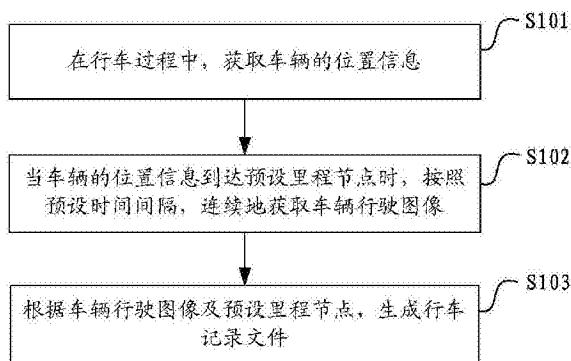 S101
在行车过程中，获取车辆的位置信息
S102
当车辆的位置信息到达预设里程节点时，按照
预设时间间隔，连续地获取车辆行驶图像
S103
根据车辆行驶图像及预设里程节点，生成行车
记录文件